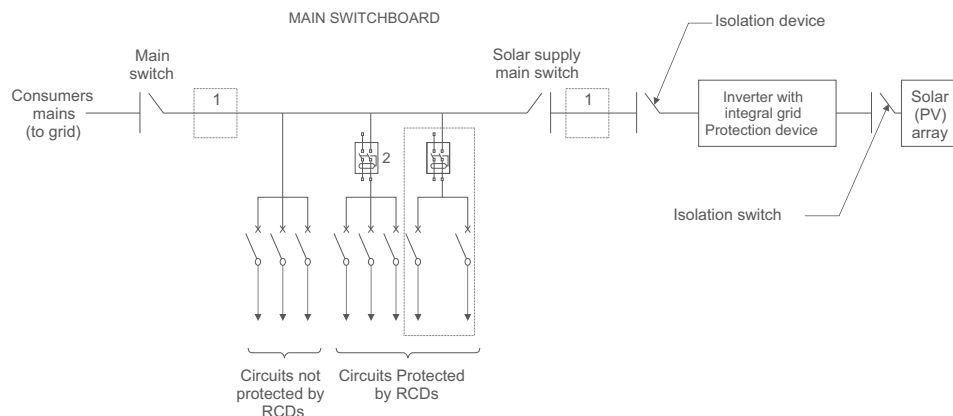 MAIN SWITCHBOARD
Isolation device
Main
switch
Solar supply
main switch
Consumers
mains
(to grid)
1
1
Inverter with
integral grid
Protection device
Solar
(PV)
array
2
Isolation switch
Circuits not
protected by
RCDs
Circuits Protected
by RCDs